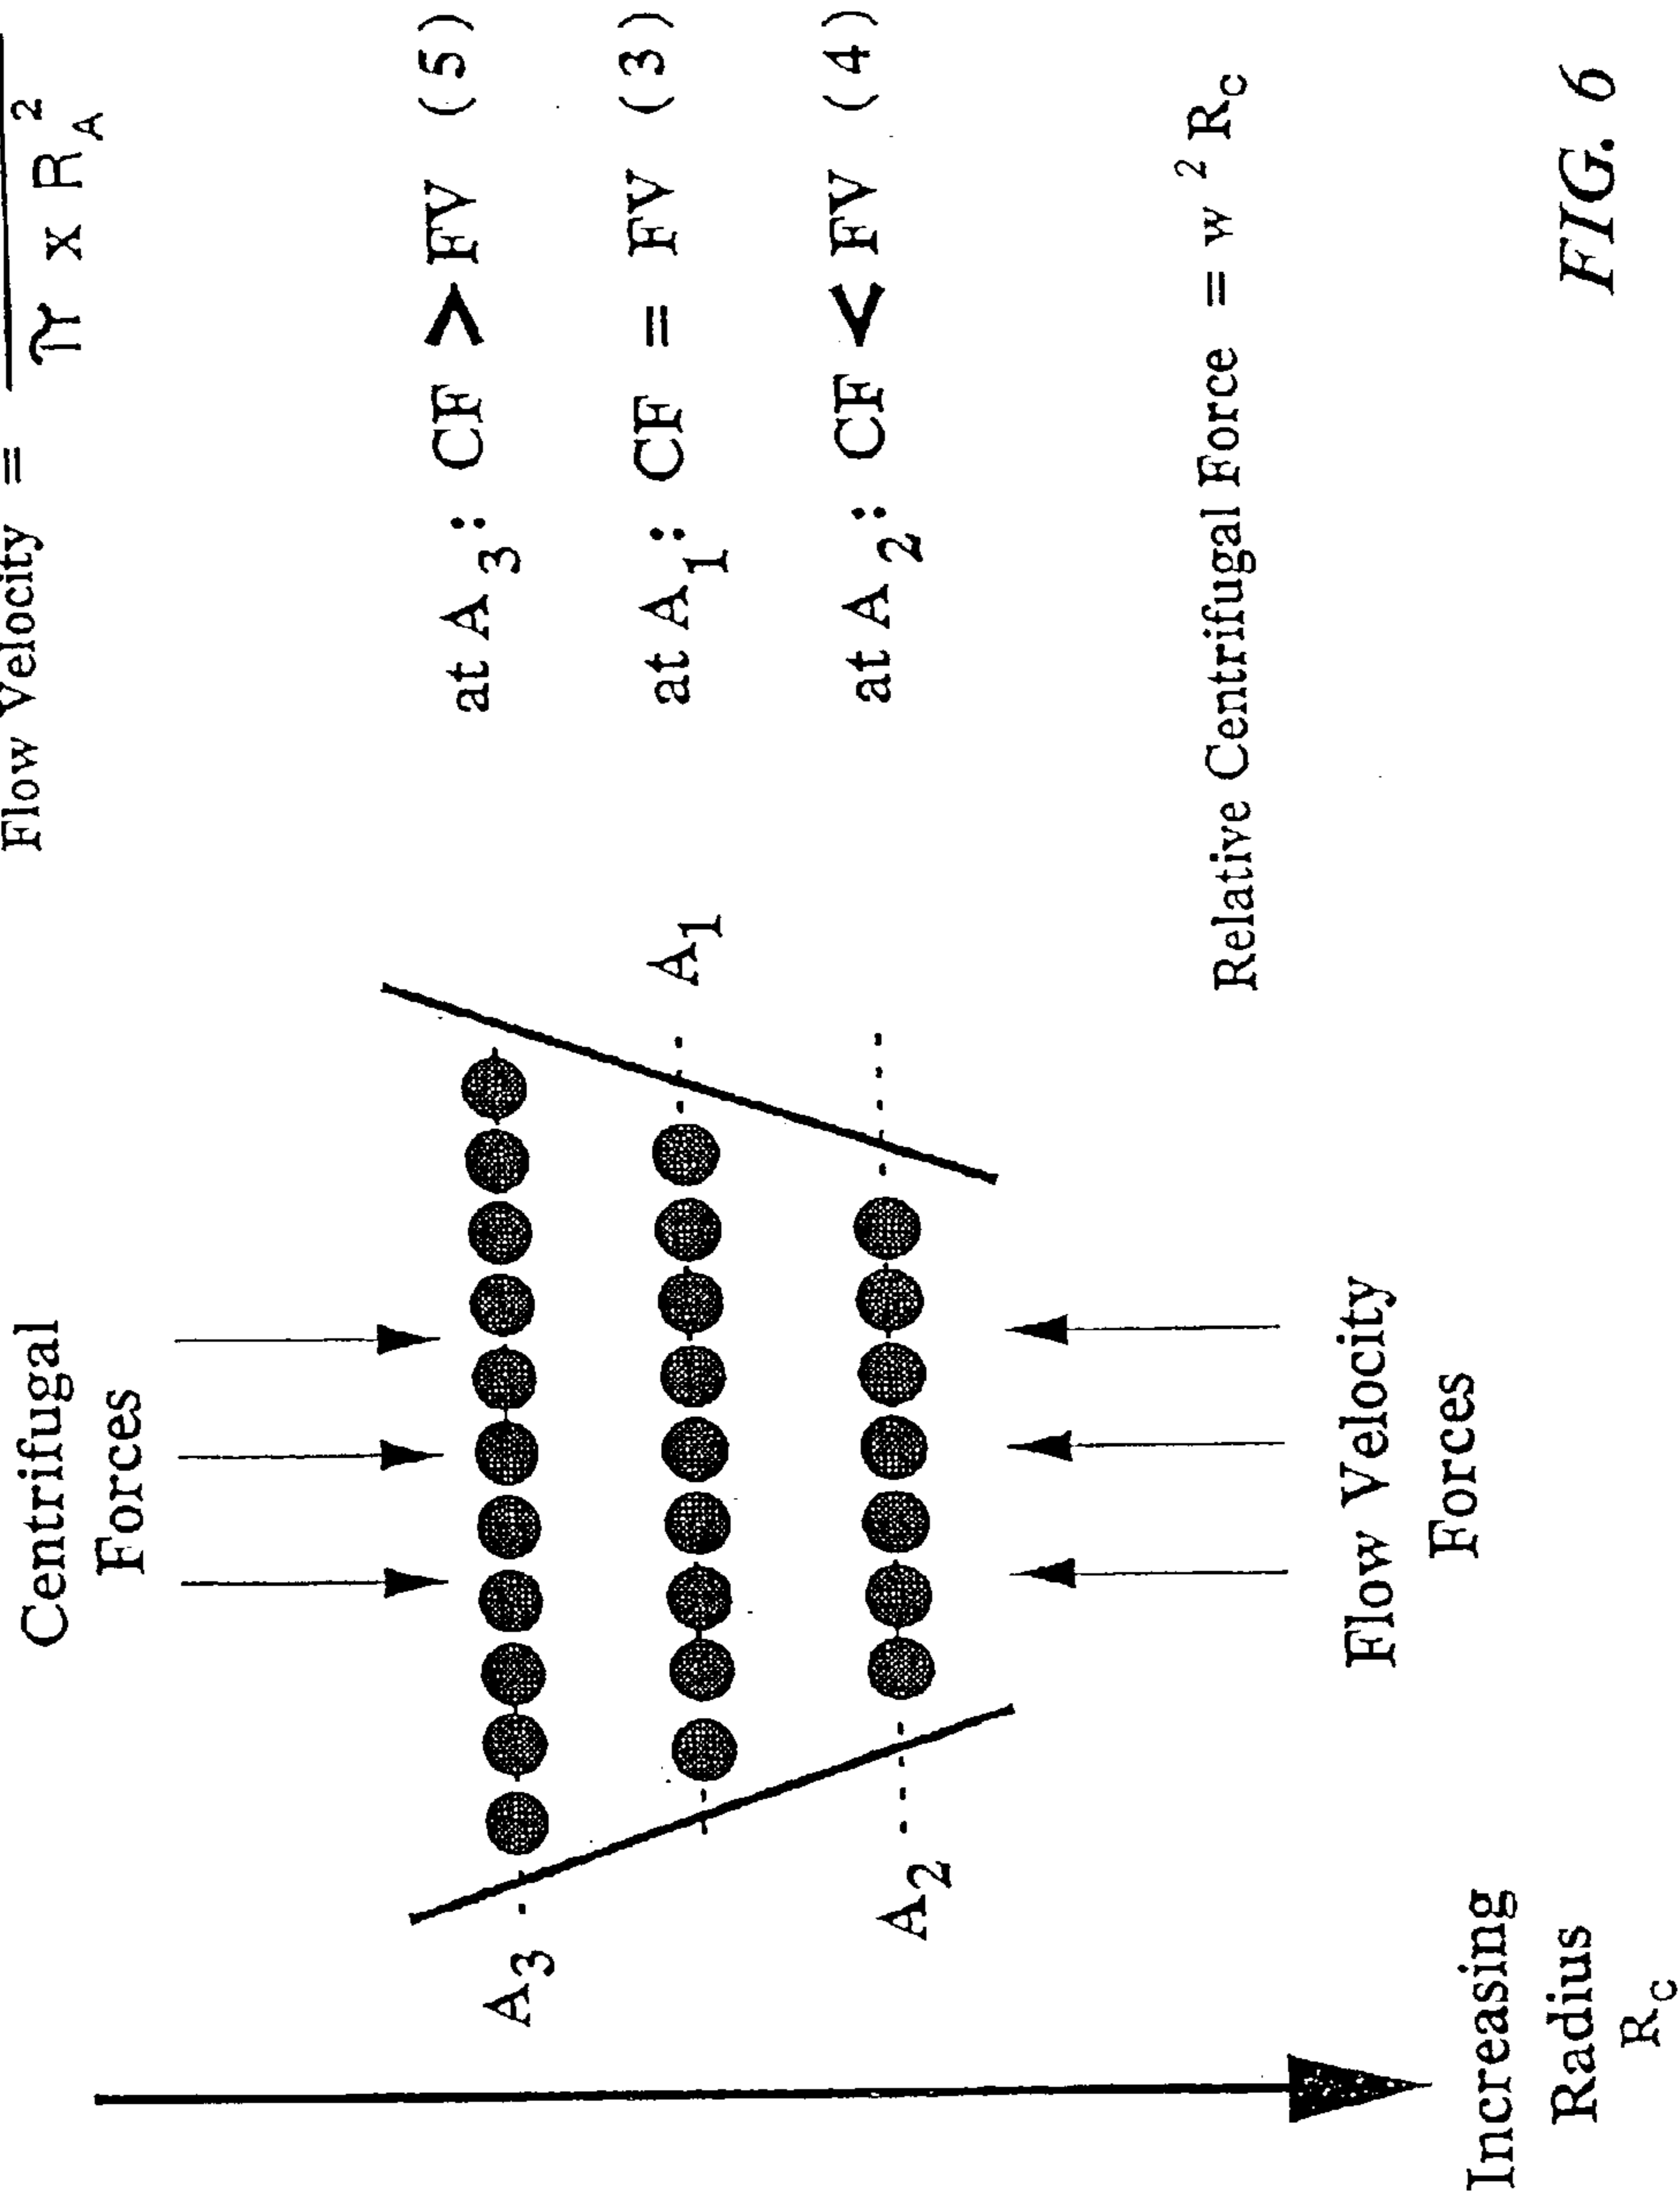 Centrifugal
Forces
Flow Velocity =
π x R_A^2
A_3
A_1
A_2
at A_3: CF > FV (5)
at A_1: CF = FV (3)
at A_2: CF < FV (4)
Flow Velocity
Forces
Relative Centrifugal Force = w^2 R_C
Increasing
Radius
R_C
FIG. 6